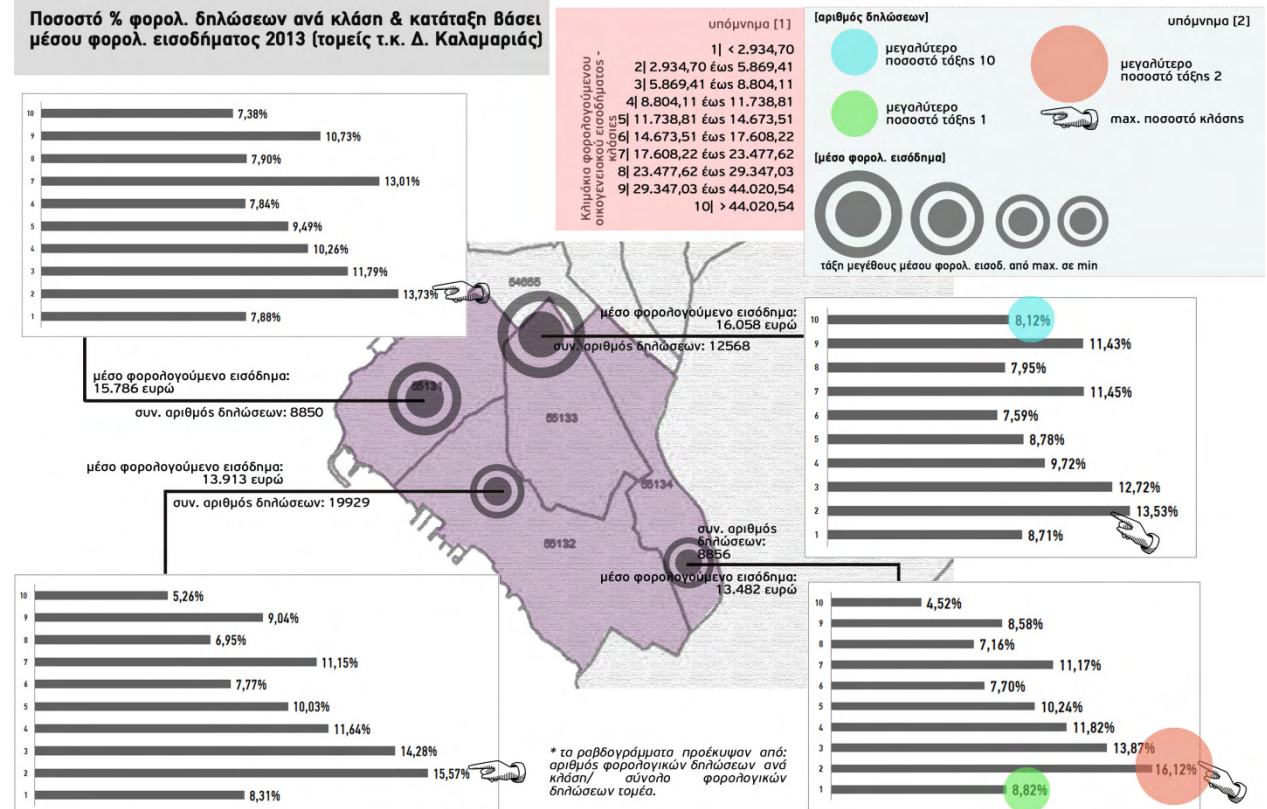 Ποσοστό % φορολ. δηλώσεων ανά κλάση & κατάταξη βάσει
μέσου φορολ. εισοδήματος 2013 (τομείς τ.κ. Δ. Καλαμαριάς)
υπόμνημα [1]
Κλιμάκια φορολογούμενου
οικογενειακού εισοδήματος -
κλάσεις
1| < 2.934,70
2| 2.934,70 έως 5.869,41
3| 5.869,41 έως 8.804,11
4| 8.804,11 έως 11.738,81
5| 11.738,81 έως 14.673,51
6| 14.673,51 έως 17.608,22
7| 17.608,22 έως 23.477,62
8| 23.477,62 έως 29.347,03
9| 29.347,03 έως 44.020,54
10| > 44.020,54
[αριθμός δηλώσεων]
υπόμνημα [2]
μεγαλύτερο
ποσοστό τάξης 10
μεγαλύτερο
ποσοστό τάξης 2
μεγαλύτερο
ποσοστό τάξης 1
max. ποσοστό κλάσης
[μέσο φορολ. εισόδημα]
τάξη μεγέθους μέσου φορολ. εισοδ. από max. σε min
10 7,38%
9 10,73%
8 7,90%
7 13,01%
6 7,84%
5 9,49%
4 10,26%
3 11,79%
2 13,73%
1 7,88%
μέσο φορολογούμενο εισόδημα:
15.786 ευρώ
συν. αριθμός δηλώσεων: 8850
μέσο φορολογούμενο εισόδημα:
16.058 ευρώ
συν. αριθμός δηλώσεων: 12568
10 8,12%
9 11,43%
8 7,95%
7 11,45%
6 7,59%
5 8,78%
4 9,72%
3 12,72%
2 13,53%
1 8,71%
54655
55131
55133
55134
55132
μέσο φορολογούμενο εισόδημα:
13.913 ευρώ
συν. αριθμός δηλώσεων: 19929
συν. αριθμός
δηλώσεων:
8856
μέσο φορολογούμενο εισόδημα:
13.482 ευρώ
10 5,26%
9 9,04%
8 6,95%
7 11,15%
6 7,77%
5 10,03%
4 11,64%
3 14,28%
2 15,57%
1 8,31%
* τα ραβδογράμματα προέκυψαν από:
αριθμός φορολογικών δηλώσεων ανά
κλάση/ σύνολο φορολογικών
δηλώσεων τομέα.
10 4,52%
9 8,58%
8 7,16%
7 11,17%
6 7,70%
5 10,24%
4 11,82%
3 13,87%
2 16,12%
1 8,82%